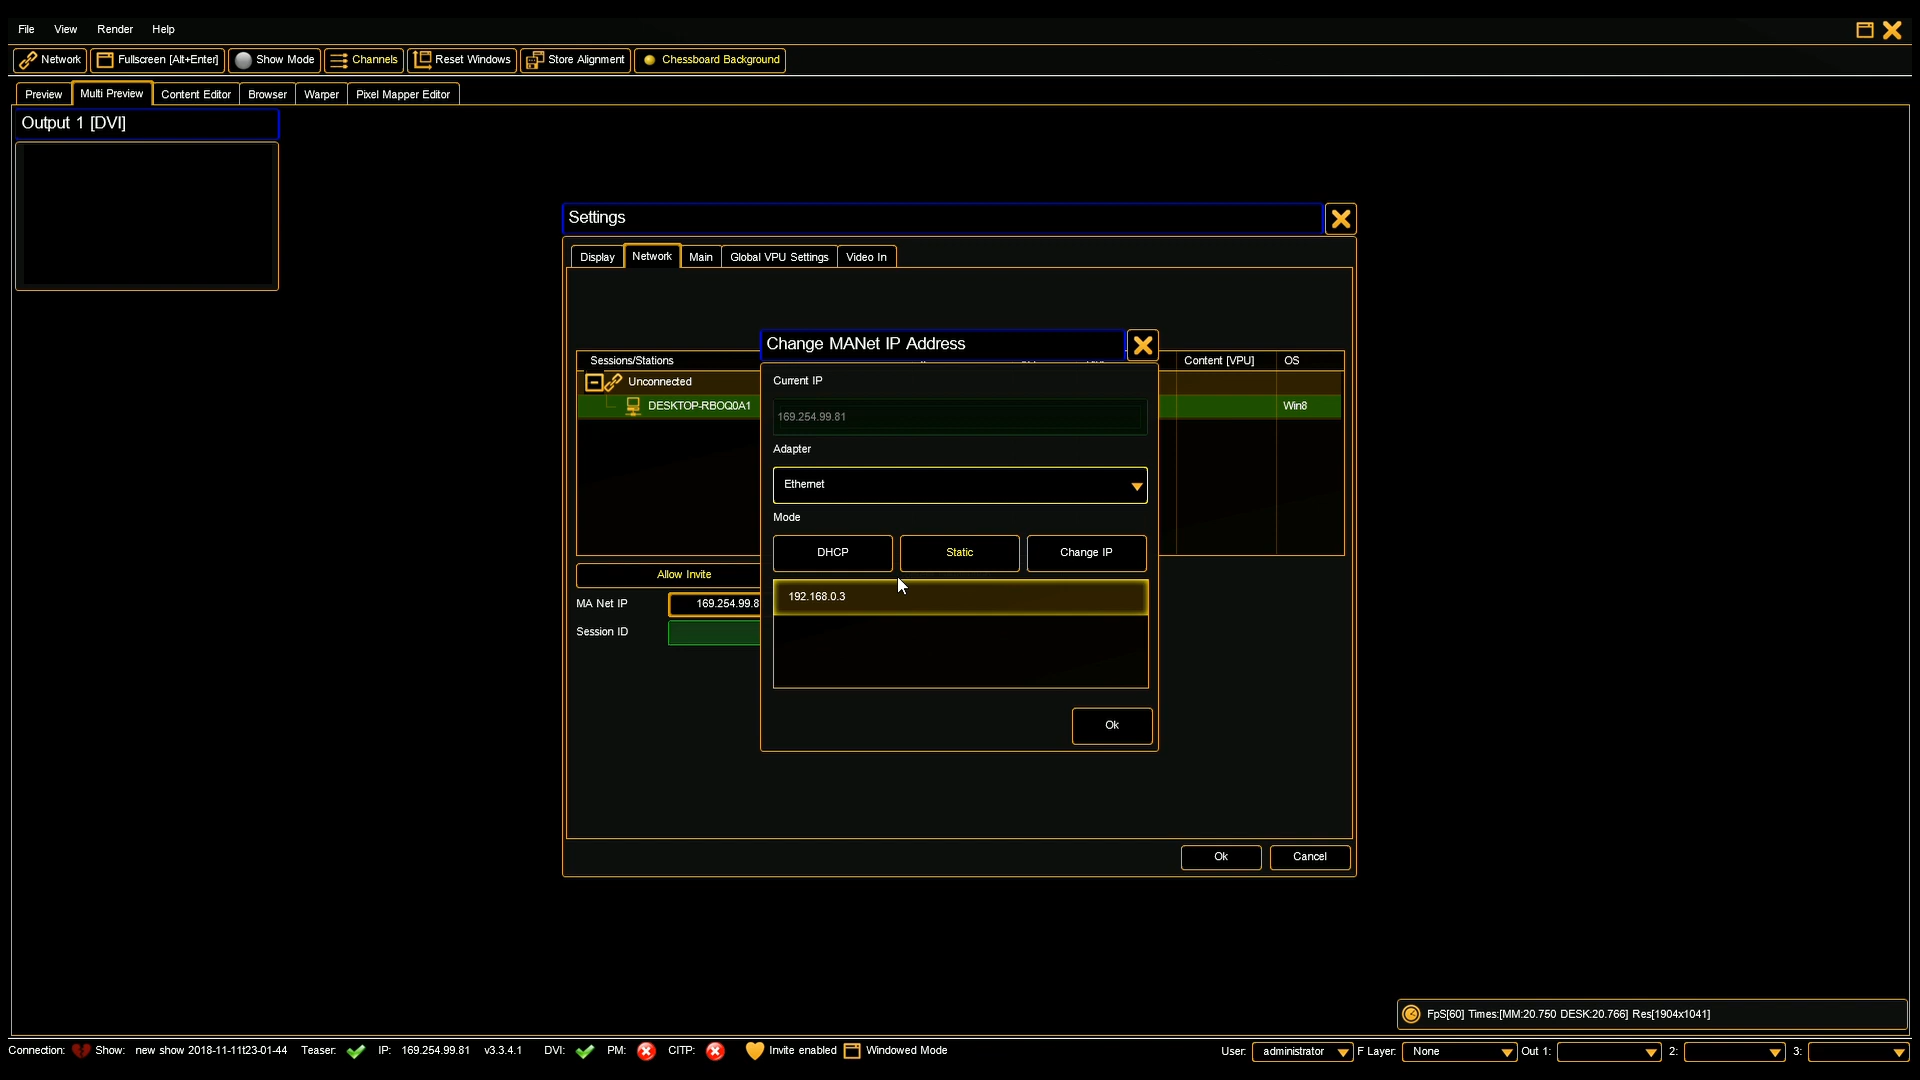 File View Render Help
Network Fullscreen [Alt+Enter] Show Mode Channels Reset Windows Store Alignment Chessboard Background
Preview Multi Preview Content Editor Browser Warper Pixel Mapper Editor
Output 1 [DVI]
Settings
Display Network Main Global VPU Settings Video In
Change MANet IP Address
Sessions/Stations Content [VPU] OS
Current IP
Unconnected
DESKTOP-RBOQ0A1 Win8
169.254.99.81
Adapter
Ethernet
Mode
DHCP Static Change IP
Allow Invite
192.168.0.3
MA Net IP 169.254.99.8
Session ID
Ok
Ok Cancel
FpS[60] Times:[MM:20.750 DESK:20.766] Res[1904x1041]
Connection: Show: new show 2018-11-11t23-01-44 Teaser: IP: 169.254.99.81 v3.3.4.1 DVI: PM: CITP: Invite enabled Windowed Mode User: administrator F Layer: None Out 1: 2: 3: